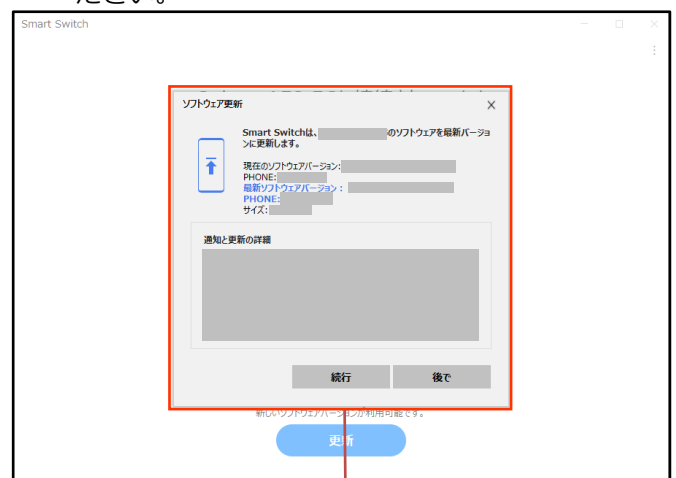 ださい。
Smart Switch
ソフトウェア更新
Smart Switchは、のソフトウェアを最新バージョ
ンに更新します。
現在のソフトウェアバージョン:
PHONE:
最新ソフトウェアバージョン：
PHONE:
サイズ:
通知と更新の詳細
続行 後で
新しいソフトウェアバージョンが利用可能です。
更新